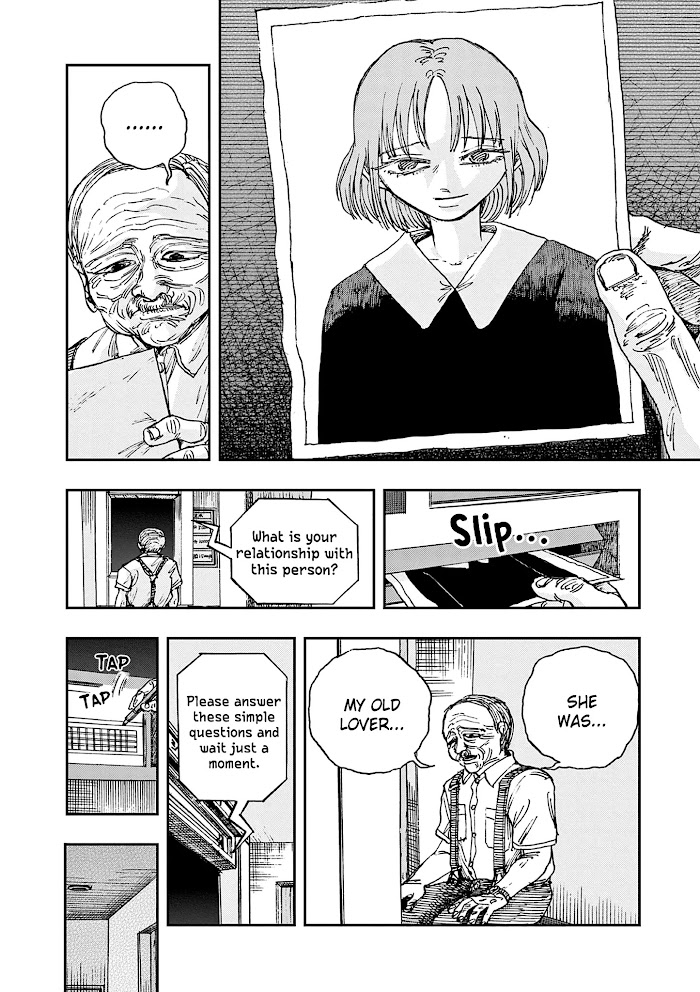 ......
What is your
relationship with
this person?
Slip...
TAP
TAP
Please answer
these simple
questions and
wait just a
moment.
SHE
WAS...
MY OLD
LOVER...